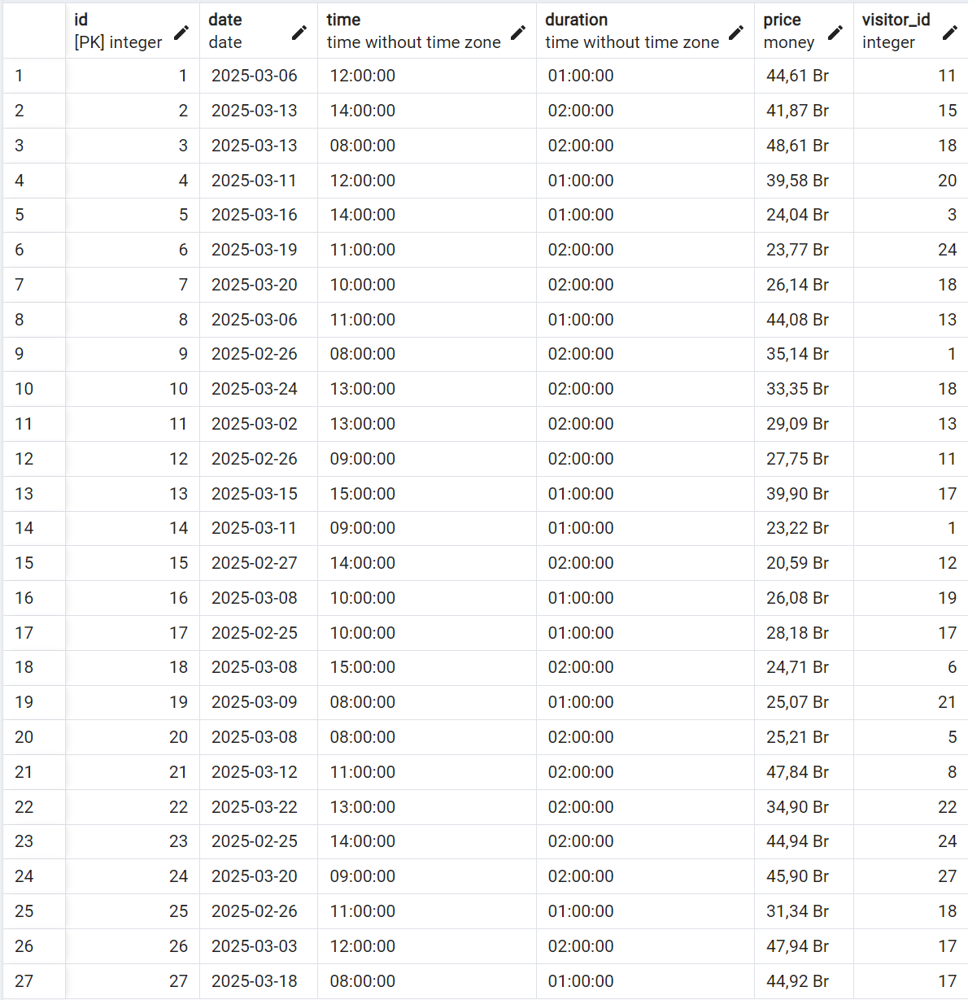 id date time duration price visitor_id
[PK] integer date time without time zone time without time zone money integer
1 1 2025-03-06 12:00:00 01:00:00 44,61 Br 11
2 2 2025-03-13 14:00:00 02:00:00 41,87 Br 15
3 3 2025-03-13 08:00:00 02:00:00 48,61 Br 18
4 4 2025-03-11 12:00:00 01:00:00 39,58 Br 20
5 5 2025-03-16 14:00:00 01:00:00 24,04 Br 3
6 6 2025-03-19 11:00:00 02:00:00 23,77 Br 24
7 7 2025-03-20 10:00:00 02:00:00 26,14 Br 18
8 8 2025-03-06 11:00:00 01:00:00 44,08 Br 13
9 9 2025-02-26 08:00:00 02:00:00 35,14 Br 1
10 10 2025-03-24 13:00:00 02:00:00 33,35 Br 18
11 11 2025-03-02 13:00:00 02:00:00 29,09 Br 13
12 12 2025-02-26 09:00:00 02:00:00 27,75 Br 11
13 13 2025-03-15 15:00:00 01:00:00 39,90 Br 17
14 14 2025-03-11 09:00:00 01:00:00 23,22 Br 1
15 15 2025-02-27 14:00:00 02:00:00 20,59 Br 12
16 16 2025-03-08 10:00:00 01:00:00 26,08 Br 19
17 17 2025-02-25 10:00:00 01:00:00 28,18 Br 17
18 18 2025-03-08 15:00:00 02:00:00 24,71 Br 6
19 19 2025-03-09 08:00:00 01:00:00 25,07 Br 21
20 20 2025-03-08 08:00:00 02:00:00 25,21 Br 5
21 21 2025-03-12 11:00:00 02:00:00 47,84 Br 8
22 22 2025-03-22 13:00:00 02:00:00 34,90 Br 22
23 23 2025-02-25 14:00:00 02:00:00 44,94 Br 24
24 24 2025-03-20 09:00:00 02:00:00 45,90 Br 27
25 25 2025-02-26 11:00:00 01:00:00 31,34 Br 18
26 26 2025-03-03 12:00:00 02:00:00 47,94 Br 17
27 27 2025-03-18 08:00:00 01:00:00 44,92 Br 17